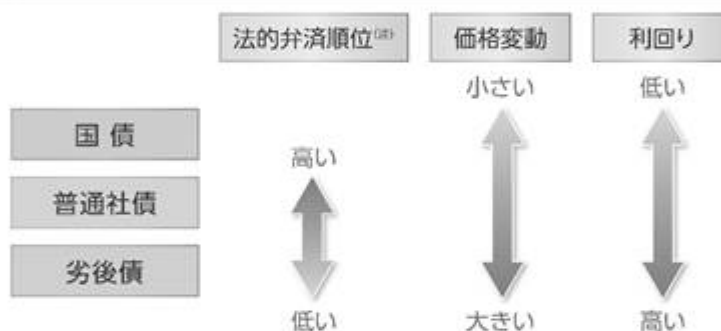 法的弁済順位(注)
価格変動
利回り
小さい
低い
国 債
高い
普通社債
劣後債
低い
大きい
高い